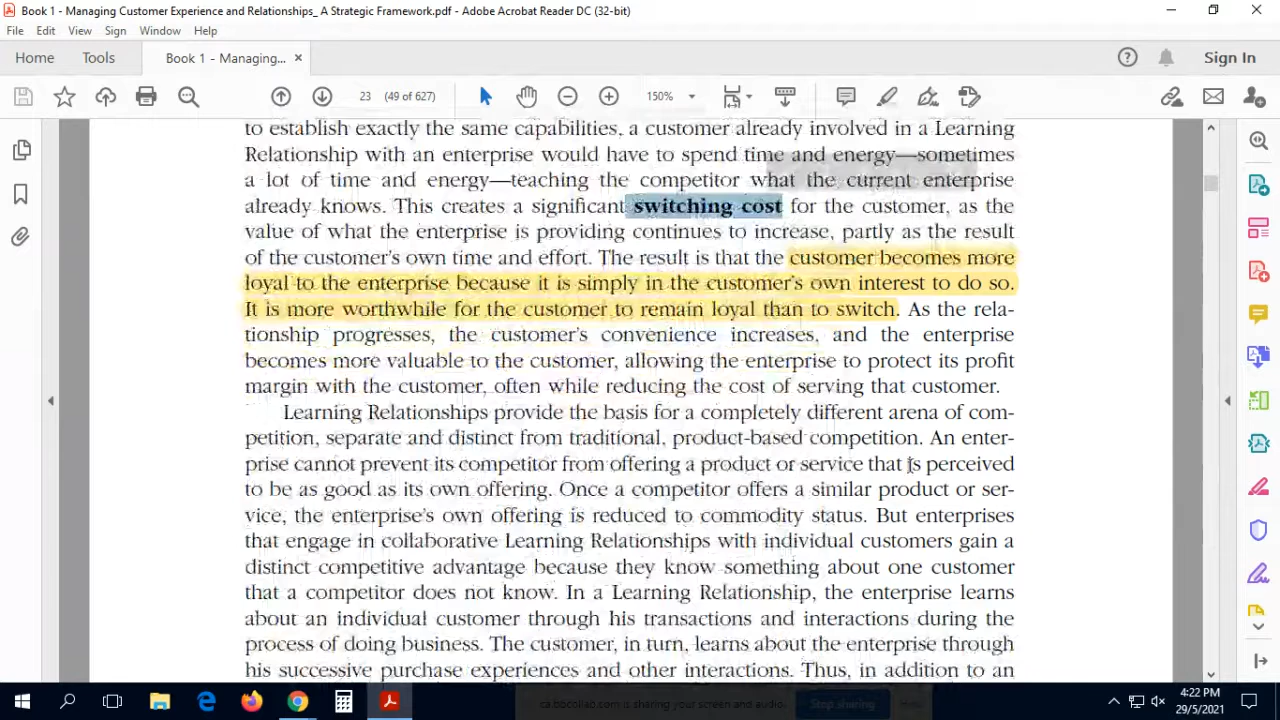 Book 1 - Managing Customer Experience and Relationships_ A Strategic Framework.pdf - Adobe Acrobat Reader DC (32-bit)
File Edit View Sign Window Help
Home Tools Book 1 - Managing... × Sign In
23 (49 of 627) 150%
to establish exactly the same capabilities, a customer already involved in a Learning
Relationship with an enterprise would have to spend time and energy—sometimes
a lot of time and energy—teaching the competitor what the current enterprise
already knows. This creates a significant switching cost for the customer, as the
value of what the enterprise is providing continues to increase, partly as the result
of the customer's own time and effort. The result is that the customer becomes more
loyal to the enterprise because it is simply in the customer's own interest to do so.
It is more worthwhile for the customer to remain loyal than to switch. As the rela-
tionship progresses, the customer's convenience increases, and the enterprise
becomes more valuable to the customer, allowing the enterprise to protect its profit
margin with the customer, often while reducing the cost of serving that customer.
Learning Relationships provide the basis for a completely different arena of com-
petition, separate and distinct from traditional, product-based competition. An enter-
prise cannot prevent its competitor from offering a product or service that is perceived
to be as good as its own offering. Once a competitor offers a similar product or ser-
vice, the enterprise's own offering is reduced to commodity status. But enterprises
that engage in collaborative Learning Relationships with individual customers gain a
distinct competitive advantage because they know something about one customer
that a competitor does not know. In a Learning Relationship, the enterprise learns
about an individual customer through his transactions and interactions during the
process of doing business. The customer, in turn, learns about the enterprise through
his successive purchase experiences and other interactions. Thus, in addition to an
ca.bbcollab.com is sharing your screen and audio. Stop sharing Hide
4:22 PM
29/5/2021